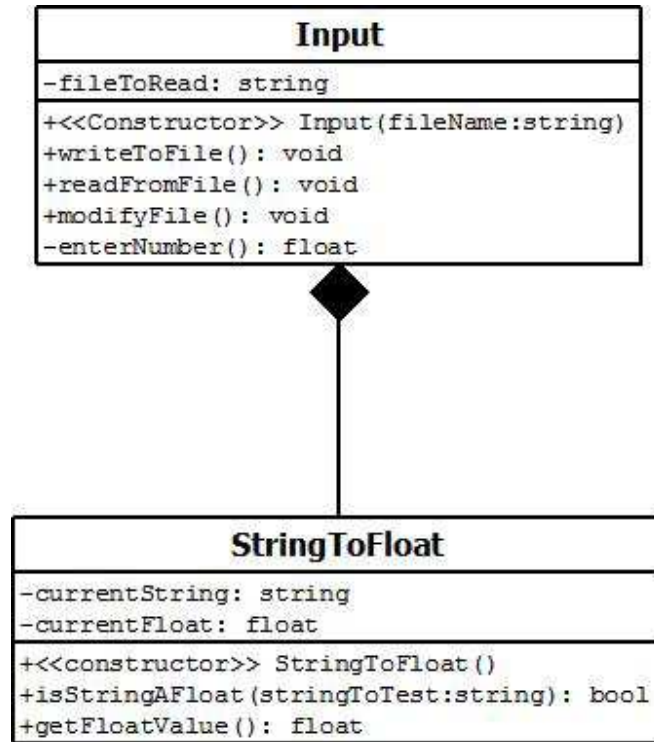 Input
-fileToRead: string
+<<Constructor>> Input(fileName:string)
+writeToFile(): void
+readFromFile(): void
+modifyFile(): void
-enterNumber(): float
StringToFloat
-currentString: string
-currentFloat: float
+<<constructor>> StringToFloat()
+isStringAFloat(stringToTest:string): bool
+getFloatValue(): float